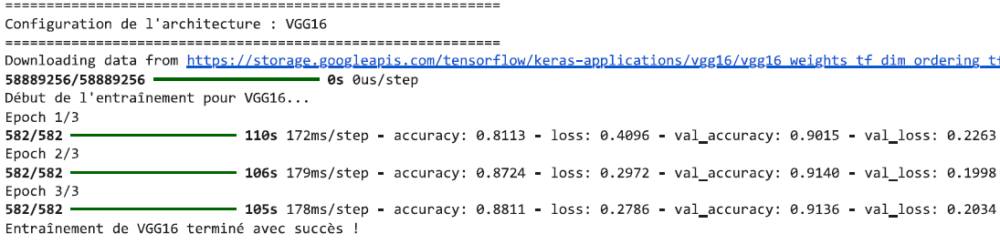 ============================================================
Configuration de l'architecture : VGG16
============================================================
Downloading data from https://storage.googleapis.com/tensorflow/keras-applications/vgg16/vgg16_weights_tf_dim_ordering_tf
58889256/58889256 ━━━━━━━━━━━━━━━━━━━━ 0s 0us/step
Début de l'entraînement pour VGG16...
Epoch 1/3
582/582 ━━━━━━━━━━━━━━━━━━━━ 110s 172ms/step - accuracy: 0.8113 - loss: 0.4096 - val_accuracy: 0.9015 - val_loss: 0.2263
Epoch 2/3
582/582 ━━━━━━━━━━━━━━━━━━━━ 106s 179ms/step - accuracy: 0.8724 - loss: 0.2972 - val_accuracy: 0.9140 - val_loss: 0.1998
Epoch 3/3
582/582 ━━━━━━━━━━━━━━━━━━━━ 105s 178ms/step - accuracy: 0.8811 - loss: 0.2786 - val_accuracy: 0.9136 - val_loss: 0.2034
Entraînement de VGG16 terminé avec succès !